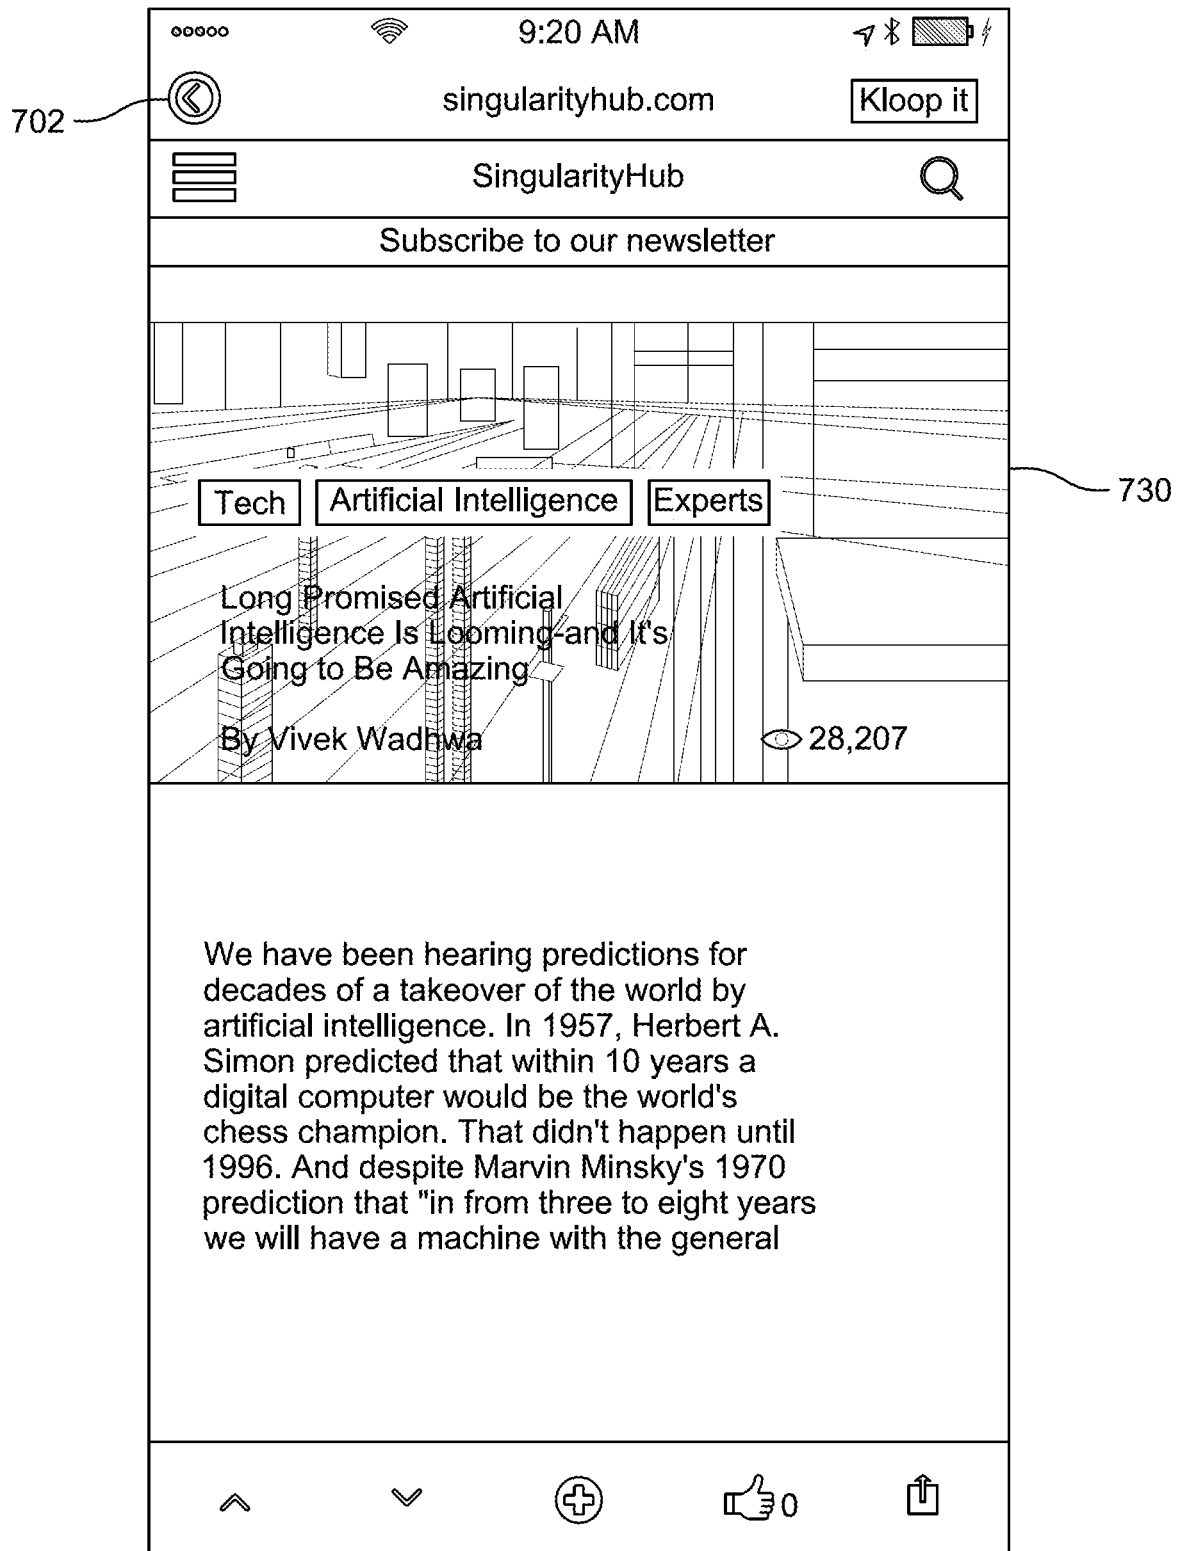 9:20 AM
702
singularityhub.com
Kloop it
SingularityHub
Subscribe to our newsletter
Tech
Artificial Intelligence
Experts
730
Long Promised Artificial
Intelligence Is Looming-and It's
Going to Be Amazing
By Vivek Wadhwa
28,207
We have been hearing predictions for
decades of a takeover of the world by
artificial intelligence. In 1957, Herbert A.
Simon predicted that within 10 years a
digital computer would be the world's
chess champion. That didn't happen until
1996. And despite Marvin Minsky's 1970
prediction that "in from three to eight years
we will have a machine with the general
0